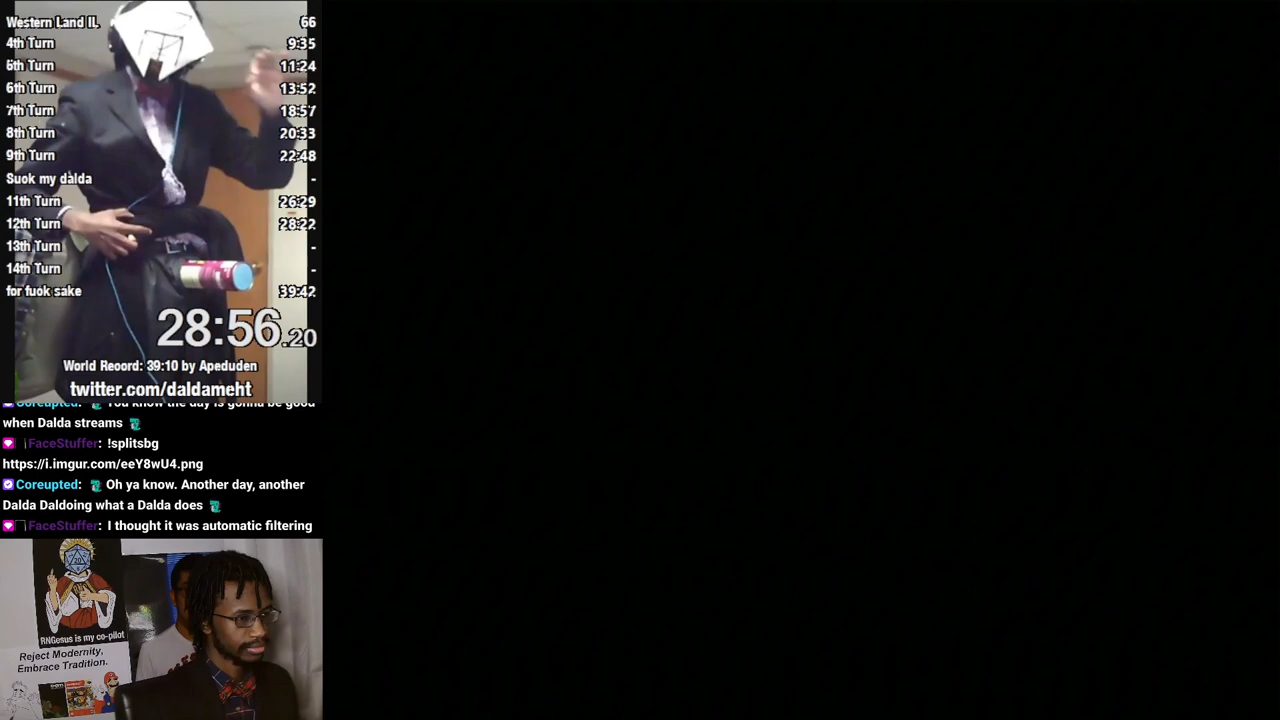 Western Land II. 66
4th Turn 9:35
5th Turn 11:24
6th Turn 13:52
7th Turn 18:57
8th Turn 20:33
9th Turn 22:48
Suok my dalda -
11th Turn 26:29
12th Turn 28:22
13th Turn -
14th Turn -
for fuok sake 39:42
28:56.20
World Reoord: 39:10 by Apeduden
twitter.com/daldameht
Coreupted: You know the day is gonna be good
when Dalda streams
FaceStuffer: !splitsbg
https://i.imgur.com/eeY8wU4.png
Coreupted: Oh ya know. Another day, another
Dalda Daldoing what a Dalda does
FaceStuffer: I thought it was automatic filtering
RNGesus is my co-pilot
Reject Modernity,
Embrace Tradition.